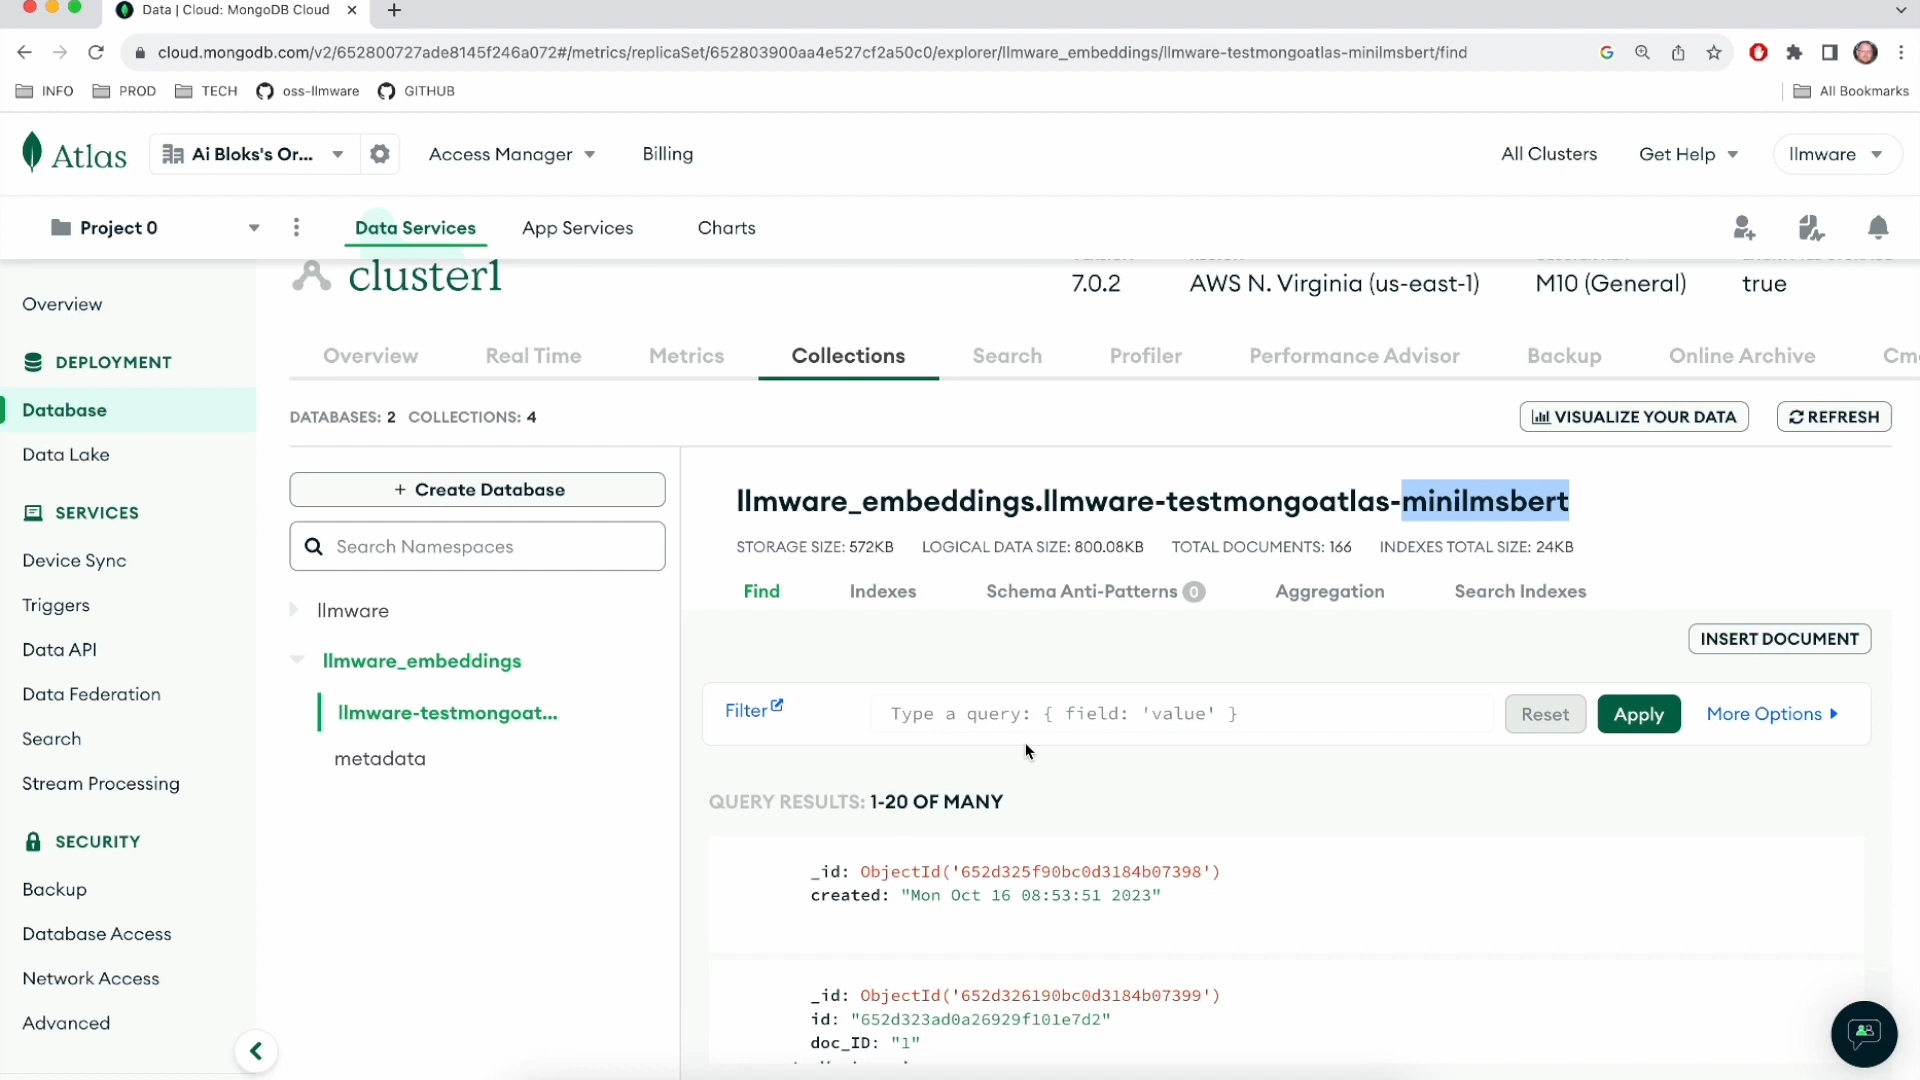 Data | Cloud: MongoDB Cloud
cloud.mongodb.com/v2/652800727ade8145f246a072#/metrics/replicaSet/652803900aa4e527cf2a50c0/explorer/llmware_embeddings/llmware-testmongoatlas-minilmsbert/find
INFO PROD TECH oss-llmware GITHUB All Bookmarks
Atlas Ai Bloks's Or... Access Manager Billing All Clusters Get Help llmware
Project 0 Data Services App Services Charts
cluster1 7.0.2 AWS N. Virginia (us-east-1) M10 (General) true
Overview
DEPLOYMENT
Database
Data Lake
SERVICES
Device Sync
Triggers
Data API
Data Federation
Search
Stream Processing
SECURITY
Backup
Database Access
Network Access
Advanced
Overview Real Time Metrics Collections Search Profiler Performance Advisor Backup Online Archive Cm
DATABASES: 2 COLLECTIONS: 4 VISUALIZE YOUR DATA REFRESH
+ Create Database
Search Namespaces
llmware
llmware_embeddings
llmware-testmongoat...
metadata
llmware_embeddings.llmware-testmongoatlas-minilmsbert
STORAGE SIZE: 572KB LOGICAL DATA SIZE: 800.08KB TOTAL DOCUMENTS: 166 INDEXES TOTAL SIZE: 24KB
Find Indexes Schema Anti-Patterns 0 Aggregation Search Indexes
INSERT DOCUMENT
Filter Type a query: { field: 'value' } Reset Apply More Options
QUERY RESULTS: 1-20 OF MANY
_id: ObjectId('652d325f90bc0d3184b07398')
created: "Mon Oct 16 08:53:51 2023"
_id: ObjectId('652d326190bc0d3184b07399')
id: "652d323ad0a26929f101e7d2"
doc_ID: "1"